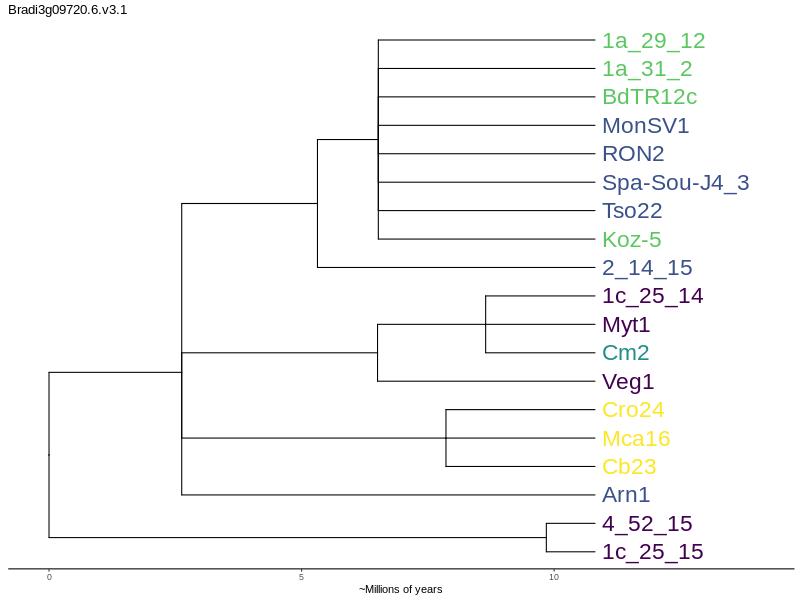 Bradi3g09720.6.v3.1
1a_29_12
1a_31_2
BdTR12c
MonSV1
RON2
Spa-Sou-J4_3
Tso22
Koz-5
2_14_15
1c_25_14
Myt1
Cm2
Veg1
Cro24
Mca16
Cb23
Arn1
4_52_15
1c_25_15
0 5 10
~Millions of years